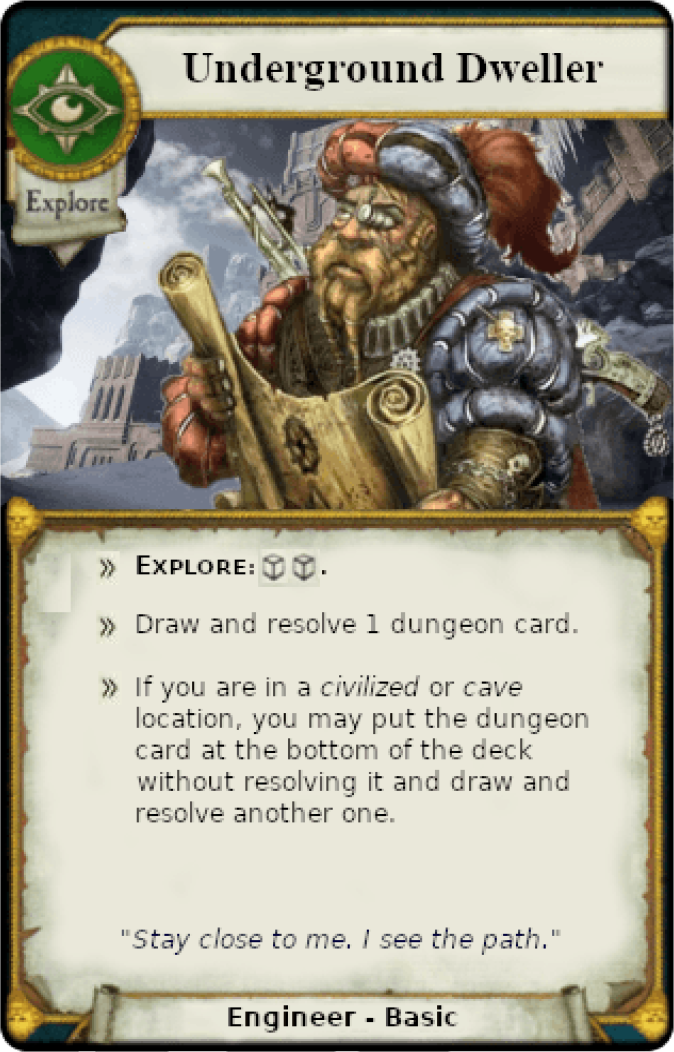 Underground Dweller
Explore
» EXPLORE: .
» Draw and resolve 1 dungeon card.
» If you are in a civilized or cave
location, you may put the dungeon
card at the bottom of the deck
without resolving it and draw and
resolve another one.
"Stay close to me. I see the path."
Engineer - Basic